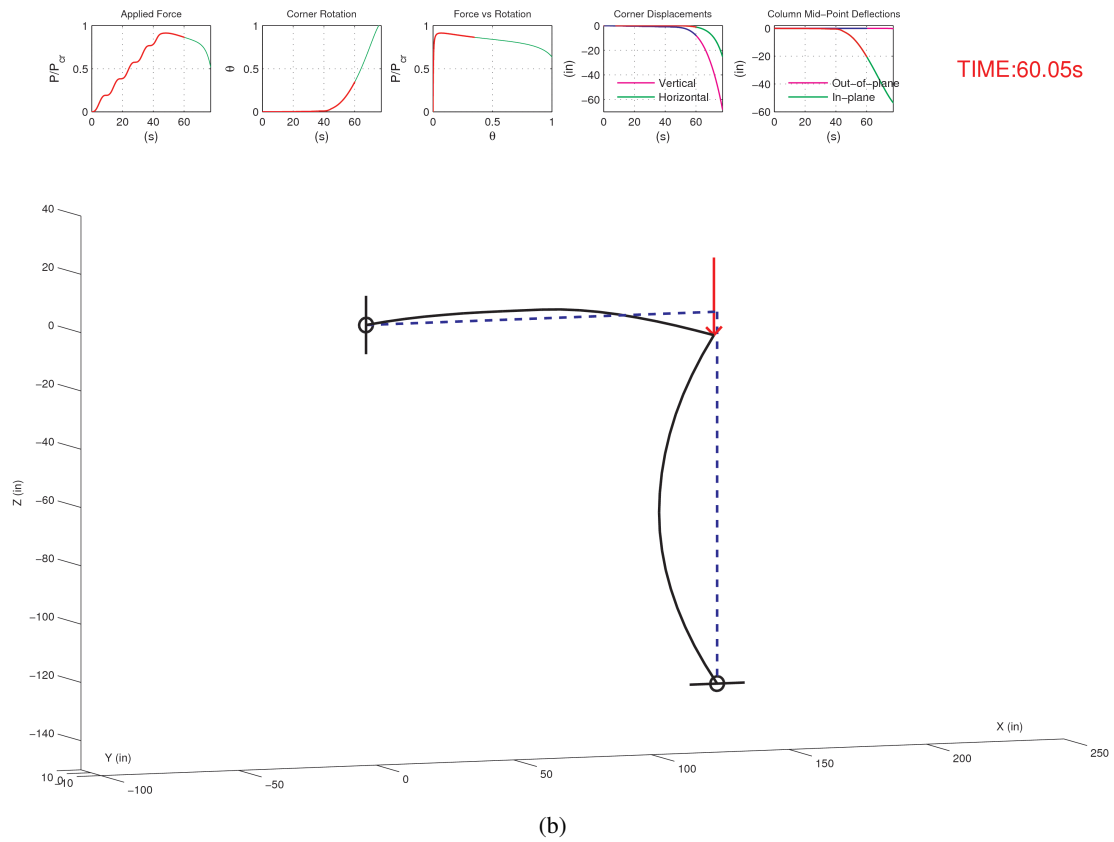 Applied Force
Corner Rotation
Force vs Rotation
Corner Displacements
Column Mid−Point Deflections
1
0.5
0
P/Pcr
0 20 40 60
(s)
1
0.5
0
θ
0 20 40 60
(s)
1
0.5
0
P/Pcr
0 0.5 1
θ
0
−20
−40
−60
(in)
Vertical
Horizontal
0 20 40 60
(s)
0
−20
−40
−60
(in)
Out−of−plane
In−plane
0 20 40 60
(s)
TIME:60.05s
40
20
0
−20
−40
−60
−80
−100
−120
−140
Z (in)
Y (in)
X (in)
10 0 −10
−100
−50
0
50
100
150
200
250
(b)